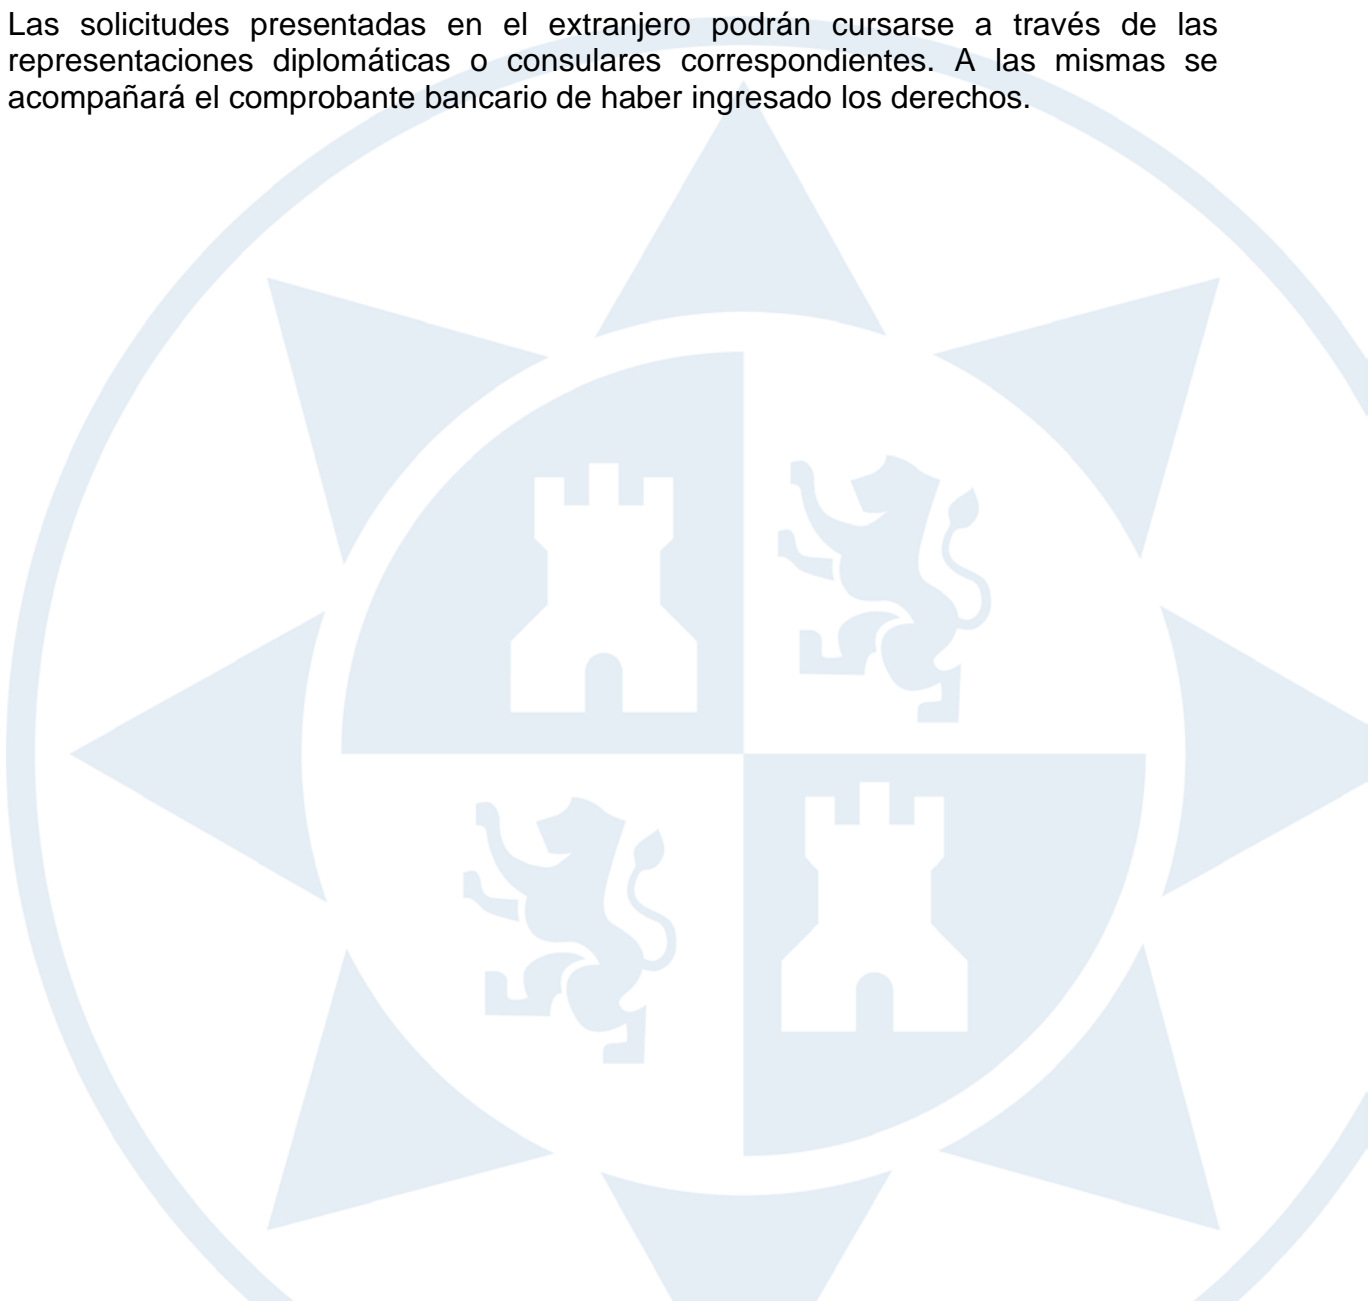 Las solicitudes presentadas en el extranjero podrán cursarse a través de las
representaciones diplomáticas o consulares correspondientes. A las mismas se
acompañará el comprobante bancario de haber ingresado los derechos.